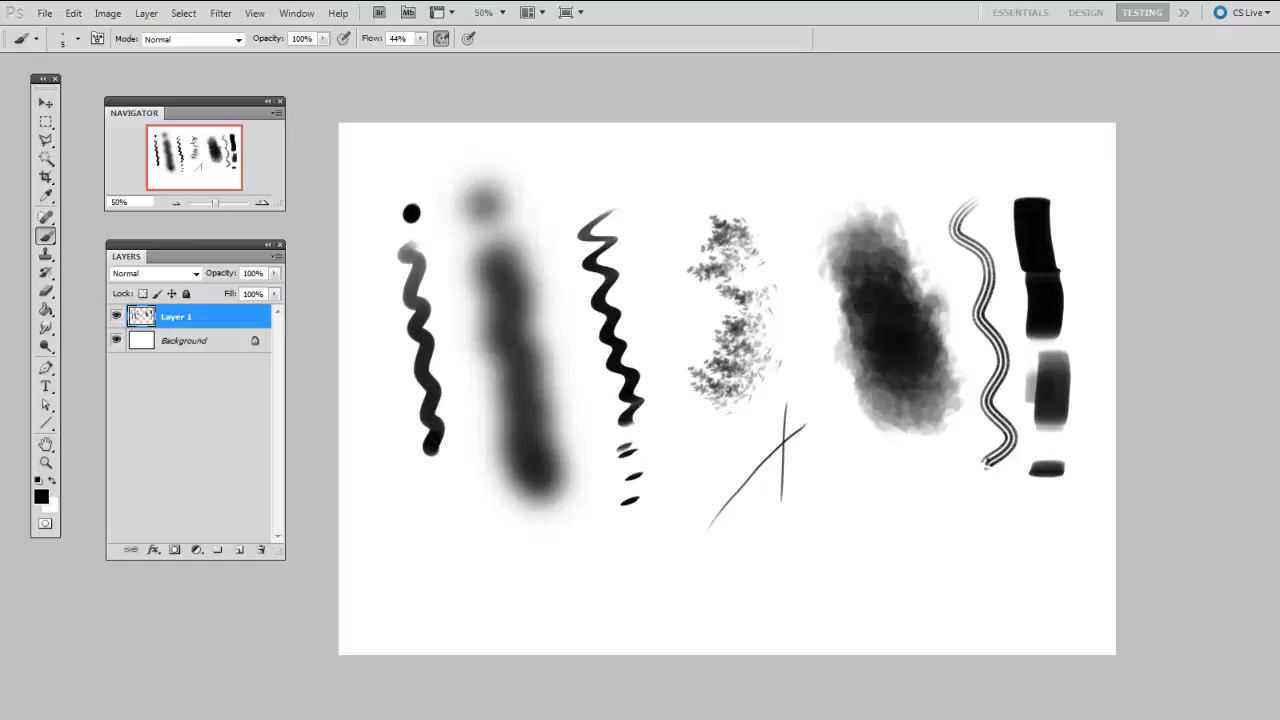 Ps File Edit Image Layer Select Filter View Window Help Br Mb 50% ESSENTIALS DESIGN TESTING CS Live
5 Mode: Normal Opacity: 100% Flow: 44%
NAVIGATOR
50%
LAYERS
Normal Opacity: 100%
Lock: Fill: 100%
Layer 1
Background